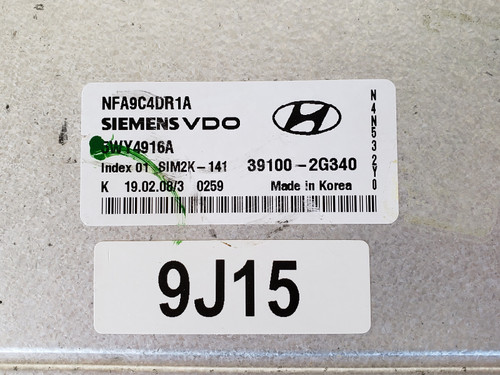 NFA9C4DR1A
SIEMENS VDO
5WY4916A
Index 01 SIM2K-141 39100-2G340
K 19.02.08/3 0259 Made in Korea
N4N532Y0
9J15